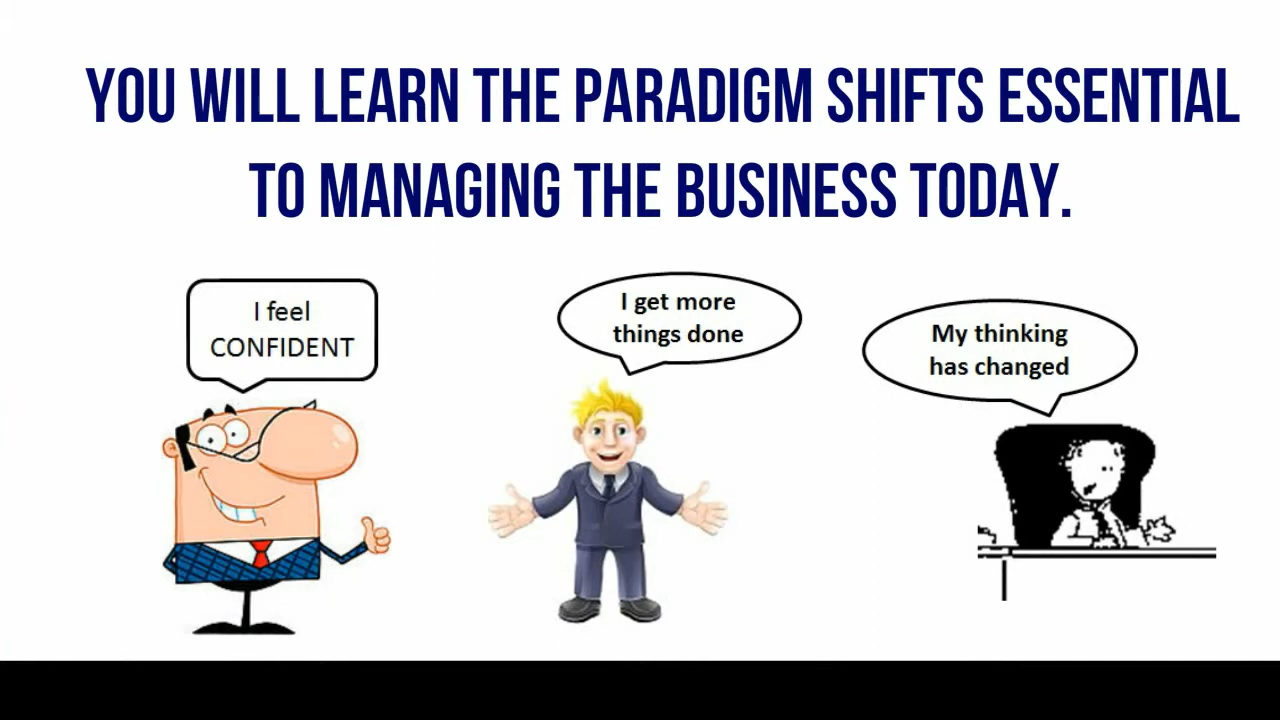 YOU WILL LEARN THE PARADIGM SHIFTS ESSENTIAL
TO MANAGING THE BUSINESS TODAY.
I feel
CONFIDENT
I get more
things done
My thinking
has changed